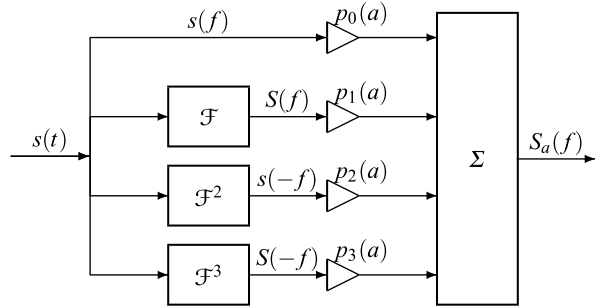 s(f) p₀(a)
ℱ S(f) p₁(a)
s(t) Σ Sₐ(f)
ℱ² s(−f) p₂(a)
ℱ³ S(−f) p₃(a)